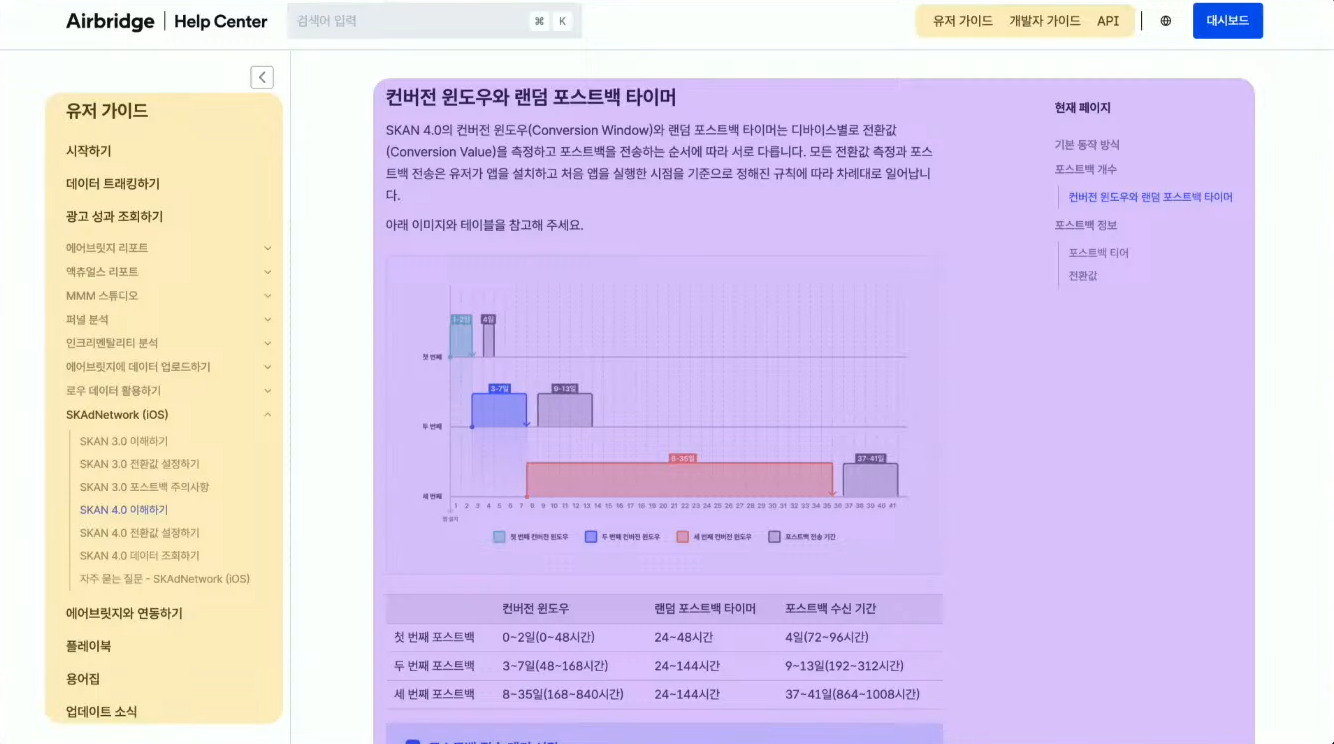 Airbridge | Help Center
검색어 입력
⌘ K
유저 가이드 개발자 가이드 API
대시보드
유저 가이드
시작하기
데이터 트래킹하기
광고 성과 조회하기
에어브릿지 리포트
액츄얼스 리포트
MMM 스튜디오
퍼널 분석
인크리멘탈리티 분석
에어브릿지에 데이터 업로드하기
로우 데이터 활용하기
SKAdNetwork (iOS)
SKAN 3.0 이해하기
SKAN 3.0 전환값 설정하기
SKAN 3.0 포스트백 주의사항
SKAN 4.0 이해하기
SKAN 4.0 전환값 설정하기
SKAN 4.0 데이터 조회하기
자주 묻는 질문 - SKAdNetwork (iOS)
에어브릿지와 연동하기
플레이북
용어집
업데이트 소식
컨버전 윈도우와 랜덤 포스트백 타이머
SKAN 4.0의 컨버전 윈도우(Conversion Window)와 랜덤 포스트백 타이머는 디바이스별로 전환값
(Conversion Value)을 측정하고 포스트백을 전송하는 순서에 따라 서로 다릅니다. 모든 전환값 측정과 포스
트백 전송은 유저가 앱을 설치하고 처음 앱을 실행한 시점을 기준으로 정해진 규칙에 따라 차례대로 일어납니
다.
아래 이미지와 테이블을 참고해 주세요.
1-2일 4일
첫 번째
3-7일 9-13일
두 번째
8-35일 37-41일
세 번째
1 2 3 4 5 6 7 8 9 10 11 12 13 14 15 16 17 18 19 20 21 22 23 24 25 26 27 28 29 30 31 32 33 34 35 36 37 38 39 40 41
앱 설치
첫 번째 컨버전 윈도우 두 번째 컨버전 윈도우 세 번째 컨버전 윈도우 포스트백 전송 기간
컨버전 윈도우 랜덤 포스트백 타이머 포스트백 수신 기간
첫 번째 포스트백 0~2일(0~48시간) 24~48시간 4일(72~96시간)
두 번째 포스트백 3~7일(48~168시간) 24~144시간 9~13일(192~312시간)
세 번째 포스트백 8~35일(168~840시간) 24~144시간 37~41일(864~1008시간)
현재 페이지
기본 동작 방식
포스트백 개수
컨버전 윈도우와 랜덤 포스트백 타이머
포스트백 정보
포스트백 티어
전환값